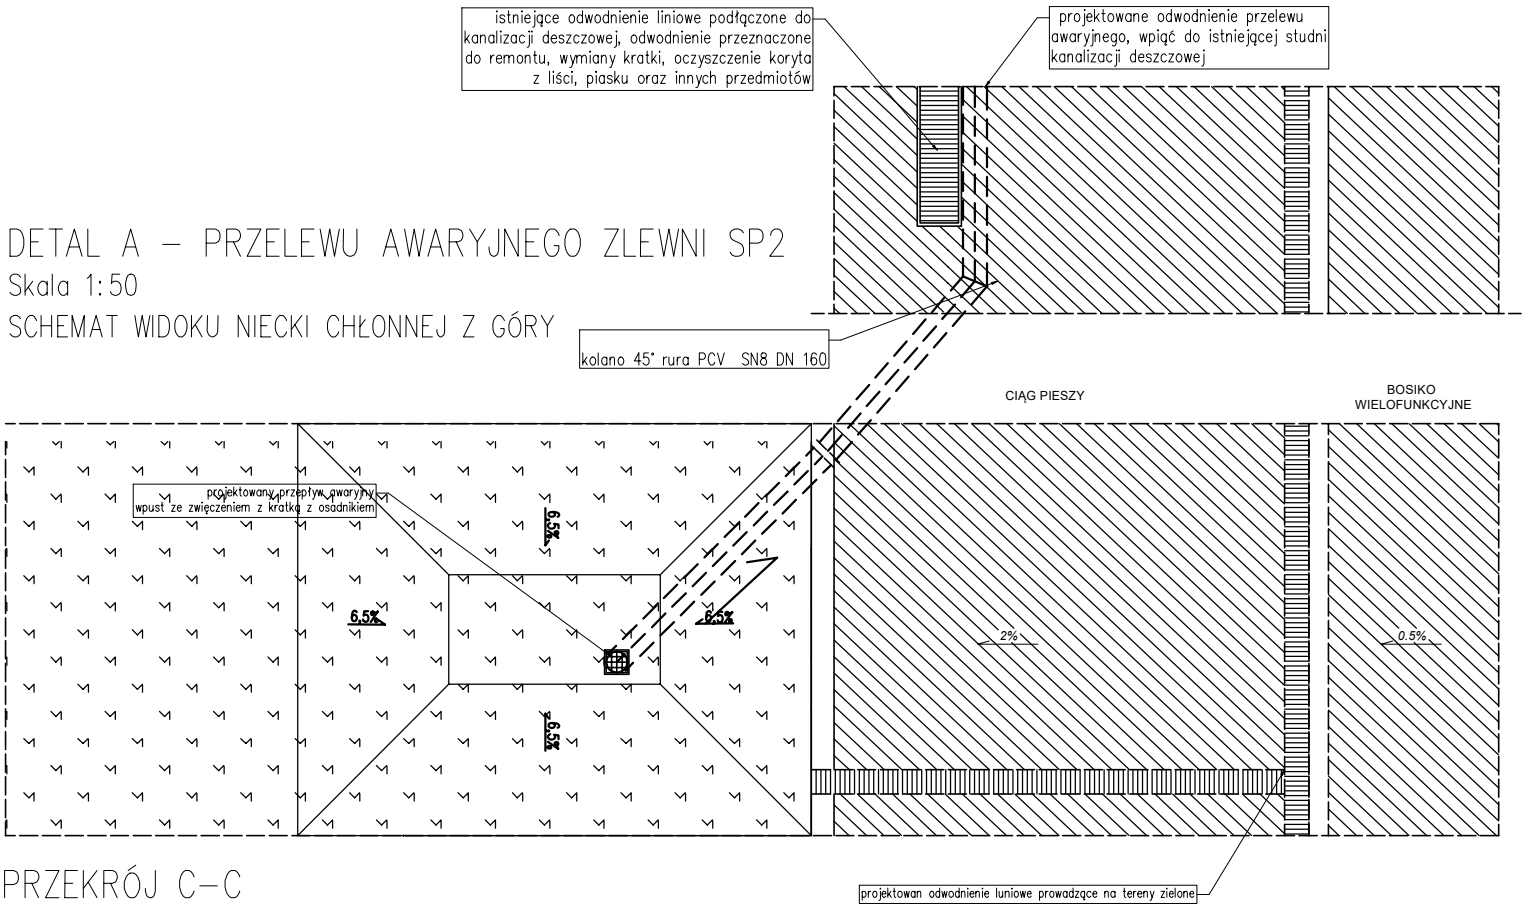 istniejące odwodnienie liniowe podłączone do
kanalizacji deszczowej, odwodnienie przeznaczone
do remontu, wymiany kratki, oczyszczenie koryta
z liści, piasku oraz innych przedmiotów
projektowane odwodnienie przelewu
awaryjnego, wpiąć do istniejącej studni
kanalizacji deszczowej
DETAL A – PRZELEWU AWARYJNEGO ZLEWNI SP2
Skala 1:50
SCHEMAT WIDOKU NIECKI CHŁONNEJ Z GÓRY
kolano 45° rura PCV SN8 DN 160
CIĄG PIESZY
BOSIKO
WIELOFUNKCYJNE
projektowany przepływ awaryjny
wpust ze zwięczeniem z kratką z osadnikiem
6,5%
6,5%
6,5%
2%
0.5%
6,5%
PRZEKRÓJ C–C
projektowan odwodnienie luniowe prowadzące na tereny zielone